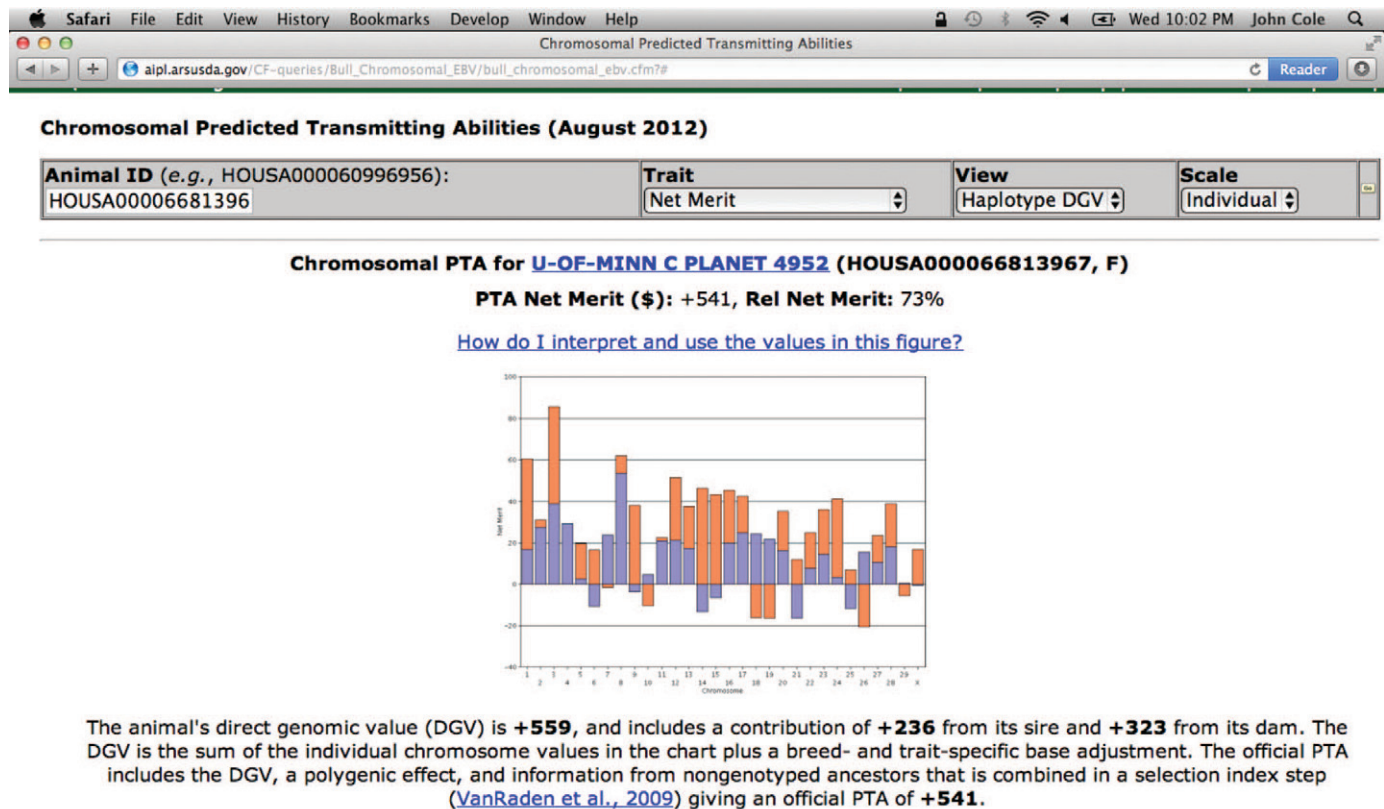 Safari File Edit View History Bookmarks Develop Window Help Wed 10:02 PM John Cole
Chromosomal Predicted Transmitting Abilities
aipl.arsusda.gov/CF-queries/Bull_Chromosomal_EBV/bull_chromosomal_ebv.cfm?# Reader
Chromosomal Predicted Transmitting Abilities (August 2012)
Animal ID (e.g., HOUSA000060996956): Trait View Scale
HOUSA00006681396 Net Merit Haplotype DGV Individual
Chromosomal PTA for U-OF-MINN C PLANET 4952 (HOUSA000066813967, F)
PTA Net Merit ($): +541, Rel Net Merit: 73%
How do I interpret and use the values in this figure?
100
80
60
40
20
0
-20
-40
Net Merit
1 3 5 7 9 11 13 15 17 19 21 23 25 27 29
2 4 6 8 10 12 14 16 18 20 22 24 26 28 X
Chromosome
The animal's direct genomic value (DGV) is +559, and includes a contribution of +236 from its sire and +323 from its dam. The
DGV is the sum of the individual chromosome values in the chart plus a breed- and trait-specific base adjustment. The official PTA
includes the DGV, a polygenic effect, and information from nongenotyped ancestors that is combined in a selection index step
(VanRaden et al., 2009) giving an official PTA of +541.